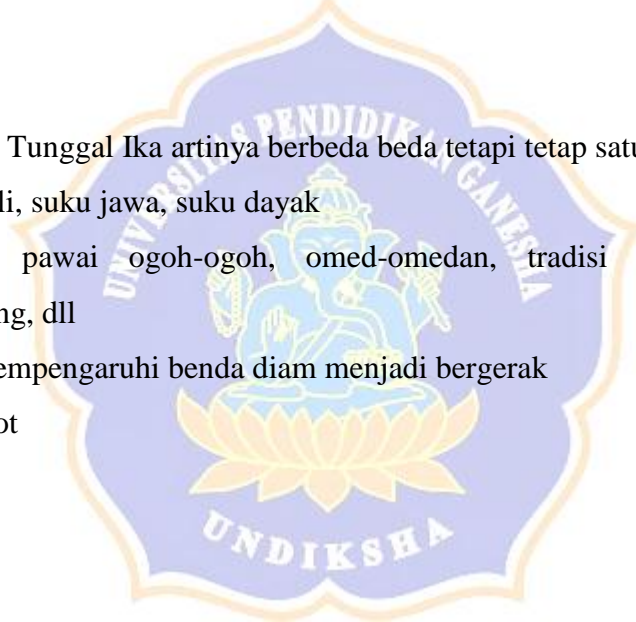 UNIVERSITAS PENDIDIKAN GANESHA
Tunggal Ika artinya berbeda beda tetapi tetap satu
li, suku jawa, suku dayak
pawai ogoh-ogoh, omed-omedan, tradisi
ng, dll
empengaruhi benda diam menjadi bergerak
ot
UNDIKSHA